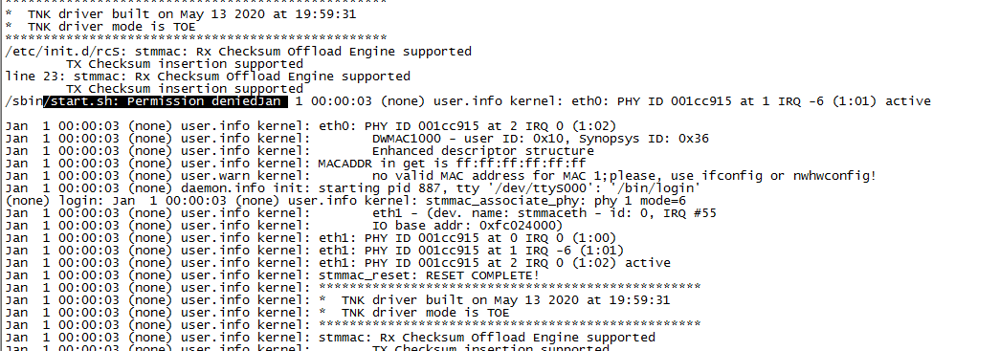 ***************************************************
*  TNK driver built on May 13 2020 at 19:59:31
*  TNK driver mode is TOE
***************************************************
/etc/init.d/rcS: stmmac: Rx Checksum Offload Engine supported
TX Checksum insertion supported
line 23: stmmac: Rx Checksum Offload Engine supported
TX Checksum insertion supported
/sbin/start.sh: Permission deniedJan  1 00:00:03 (none) user.info kernel: eth0: PHY ID 001cc915 at 1 IRQ -6 (1:01) active
Jan  1 00:00:03 (none) user.info kernel: eth0: PHY ID 001cc915 at 2 IRQ 0 (1:02)
Jan  1 00:00:03 (none) user.info kernel:        DWMAC1000 - user ID: 0x10, Synopsys ID: 0x36
Jan  1 00:00:03 (none) user.info kernel:        Enhanced descriptor structure
Jan  1 00:00:03 (none) user.info kernel: MACADDR in get is ff:ff:ff:ff:ff:ff
Jan  1 00:00:03 (none) user.warn kernel:        no valid MAC address for MAC 1;please, use ifconfig or nwhwconfig!
Jan  1 00:00:03 (none) daemon.info init: starting pid 887, tty '/dev/ttyS000': '/bin/login'
(none) login: Jan  1 00:00:03 (none) user.info kernel: stmmac_associate_phy: phy 1 mode=6
Jan  1 00:00:03 (none) user.info kernel:        eth1 - (dev. name: stmmaceth - id: 0, IRQ #55
Jan  1 00:00:03 (none) user.info kernel:        IO base addr: 0xfc024000)
Jan  1 00:00:03 (none) user.info kernel: eth1: PHY ID 001cc915 at 0 IRQ 0 (1:00)
Jan  1 00:00:03 (none) user.info kernel: eth1: PHY ID 001cc915 at 1 IRQ -6 (1:01)
Jan  1 00:00:03 (none) user.info kernel: eth1: PHY ID 001cc915 at 2 IRQ 0 (1:02) active
Jan  1 00:00:03 (none) user.info kernel: stmmac_reset: RESET COMPLETE!
Jan  1 00:00:03 (none) user.info kernel: ***************************************************
Jan  1 00:00:03 (none) user.info kernel: *  TNK driver built on May 13 2020 at 19:59:31
Jan  1 00:00:03 (none) user.info kernel: *  TNK driver mode is TOE
Jan  1 00:00:03 (none) user.info kernel: ***************************************************
Jan  1 00:00:03 (none) user.info kernel: stmmac: Rx Checksum Offload Engine supported
Jan  1 00:00:03 (none) user.info kernel:        TX Checksum insertion supported